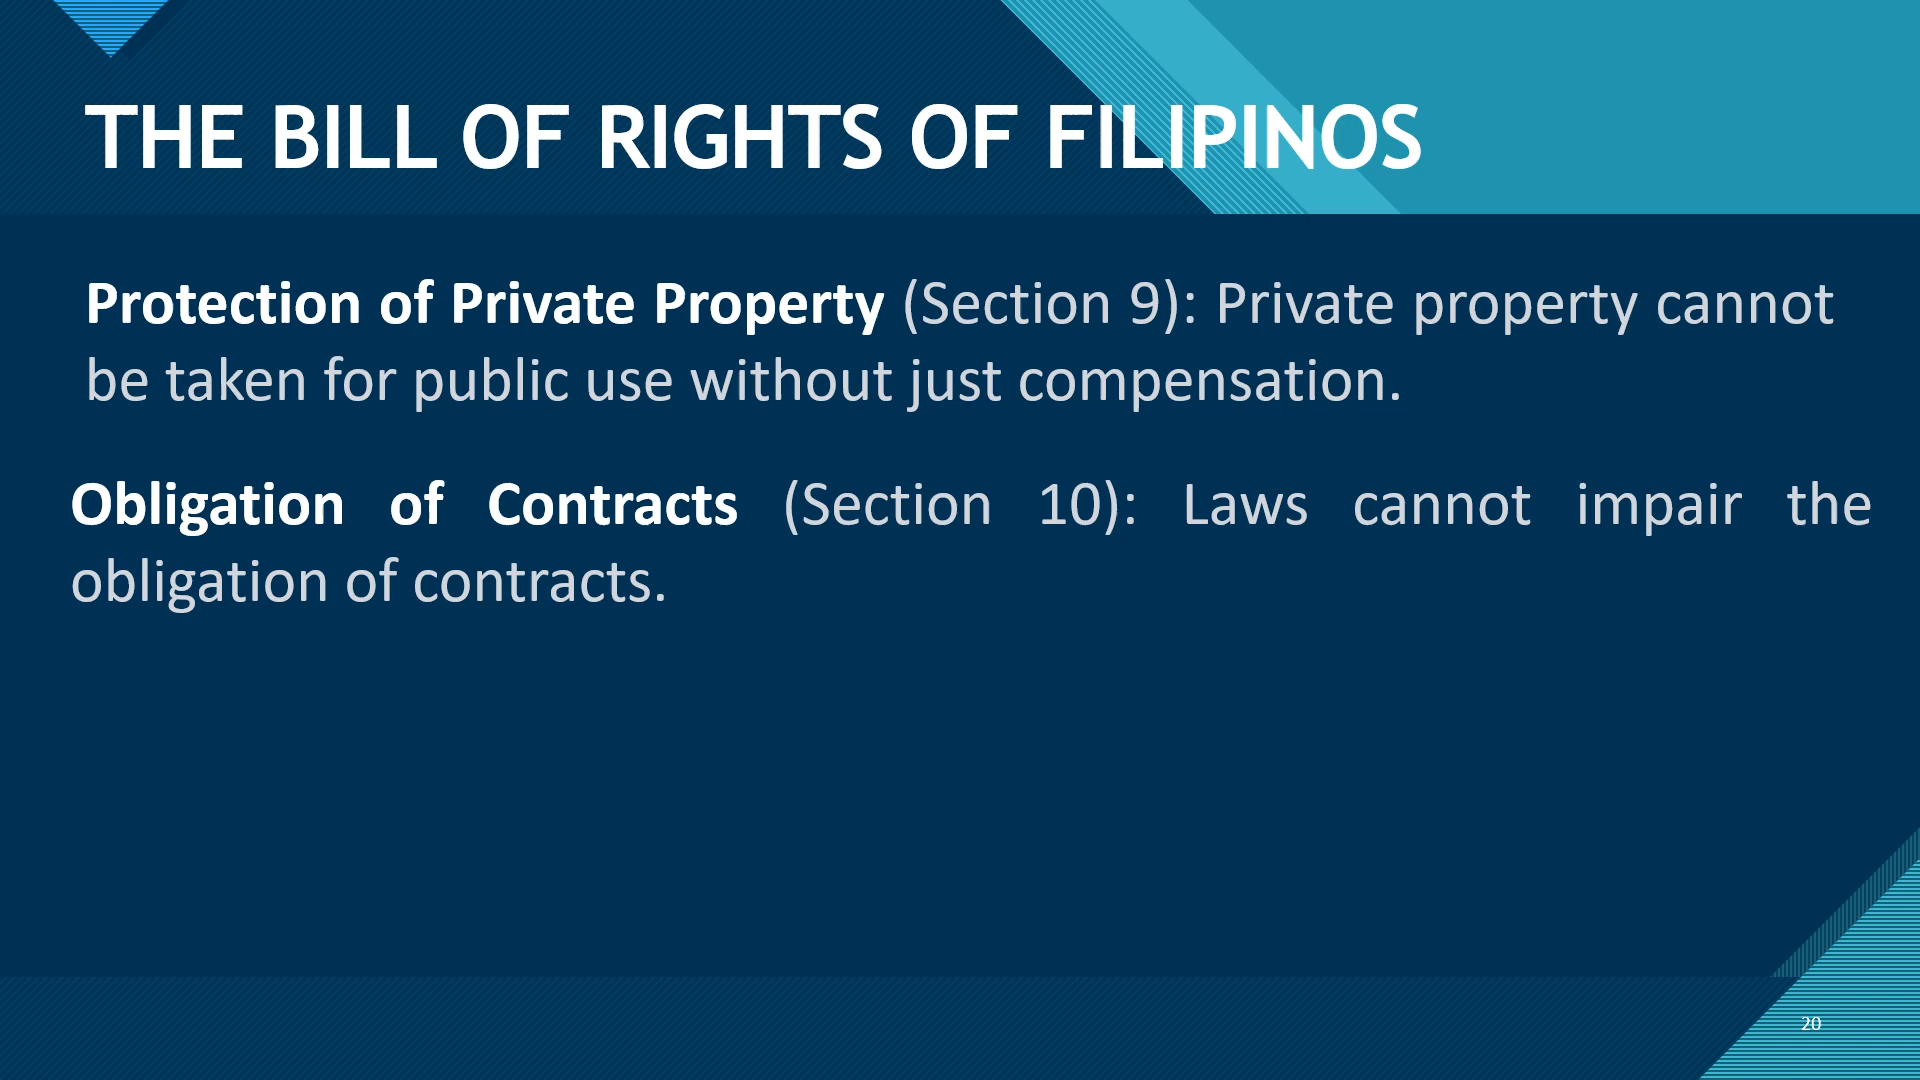 THE BILL OF RIGHTS OF FILIPINOS
Protection of Private Property (Section 9): Private property cannot
be taken for public use without just compensation.
Obligation of Contracts (Section 10): Laws cannot impair the
obligation of contracts.
20